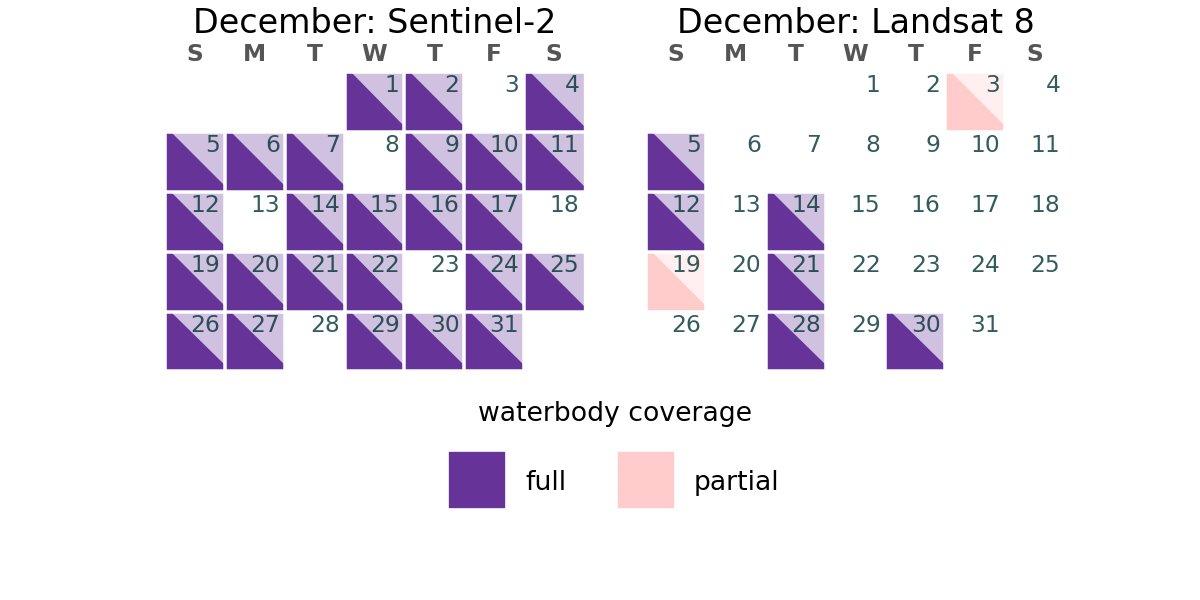 December: Sentinel-2
S M T W T F S
1 2 3 4
5 6 7 8 9 10 11
12 13 14 15 16 17 18
19 20 21 22 23 24 25
26 27 28 29 30 31
December: Landsat 8
S M T W T F S
1 2 3 4
5 6 7 8 9 10 11
12 13 14 15 16 17 18
19 20 21 22 23 24 25
26 27 28 29 30 31
waterbody coverage
full
partial